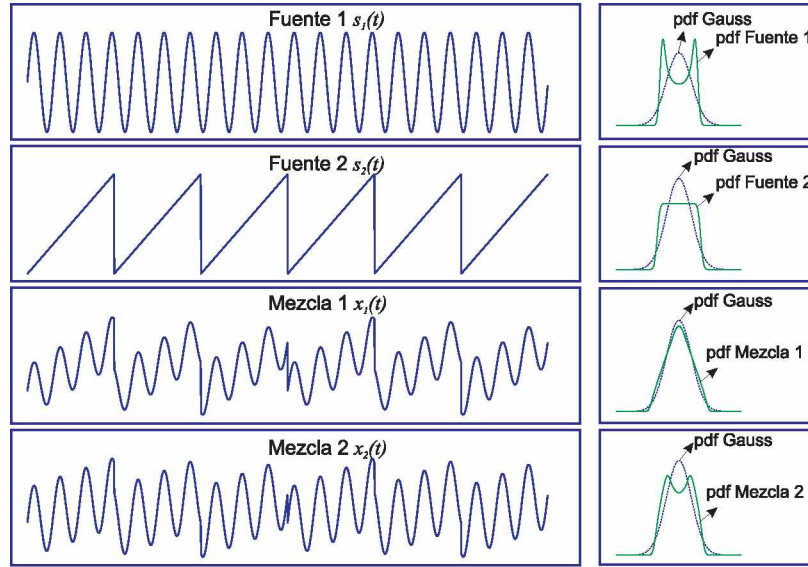 Fuente 1 s₁(t)
pdf Gauss
pdf Fuente 1
Fuente 2 s₂(t)
pdf Gauss
pdf Fuente 2
Mezcla 1 x₁(t)
pdf Gauss
pdf Mezcla 1
Mezcla 2 x₂(t)
pdf Gauss
pdf Mezcla 2